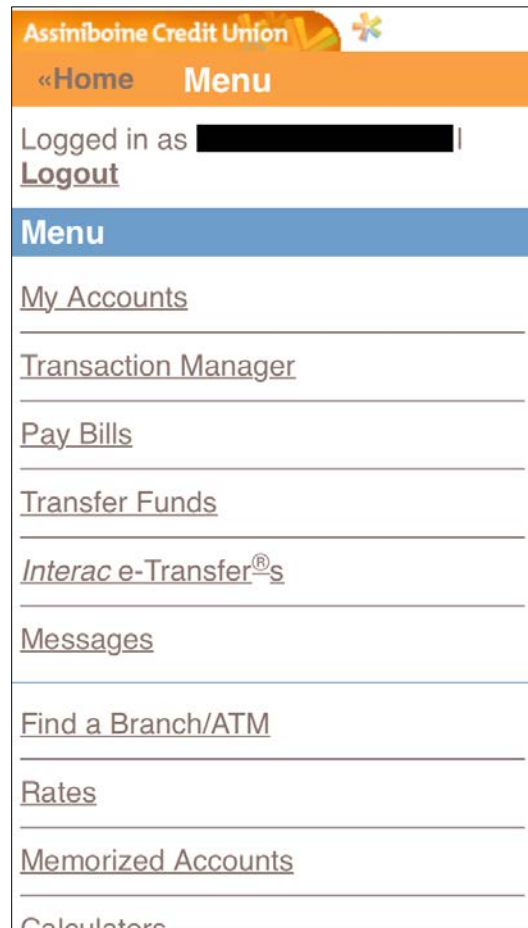 Assiniboine Credit Union
«Home Menu
Logged in as |
Logout
Menu
My Accounts
Transaction Manager
Pay Bills
Transfer Funds
Interac e-Transfer®s
Messages
Find a Branch/ATM
Rates
Memorized Accounts
Calculators